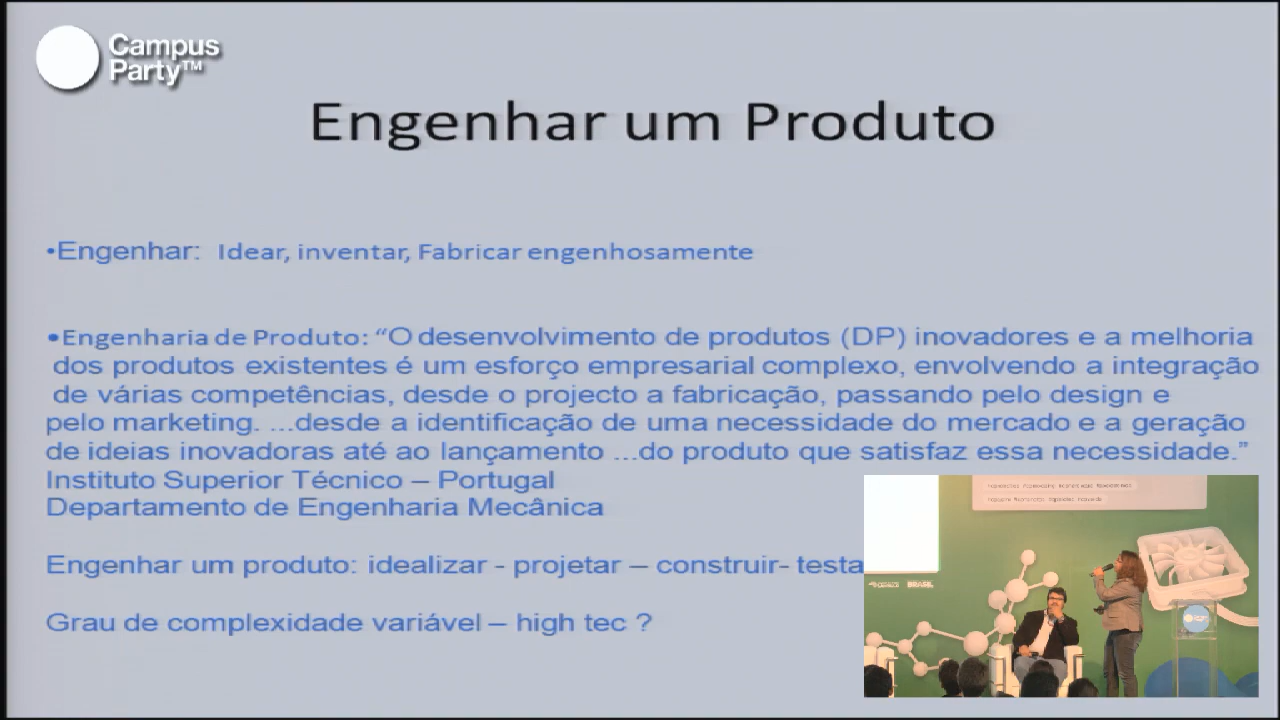 Campus
Party™
Engenhar um Produto
•Engenhar: Idear, inventar, Fabricar engenhosamente
•Engenharia de Produto: “O desenvolvimento de produtos (DP) inovadores e a melhoria
dos produtos existentes é um esforço empresarial complexo, envolvendo a integração
de várias competências, desde o projecto a fabricação, passando pelo design e
pelo marketing. ...desde a identificação de uma necessidade do mercado e a geração
de ideias inovadoras até ao lançamento ...do produto que satisfaz essa necessidade.”
Instituto Superior Técnico – Portugal
Departamento de Engenharia Mecânica
Engenhar um produto: idealizar - projetar – construir- testa
Grau de complexidade variável – high tec ?
BRASIL